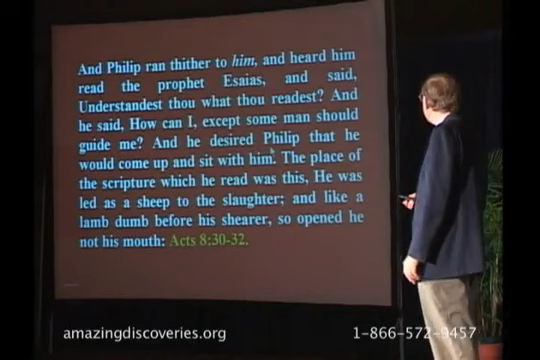 And Philip ran thither to him, and heard him
read the prophet Esaias, and said,
Understandest thou what thou readest? And
he said, How can I, except some man should
guide me? And he desired Philip that he
would come up and sit with him. The place of
the scripture which he read was this, He was
led as a sheep to the slaughter; and like a
lamb dumb before his shearer, so opened he
not his mouth: Acts 8:30-32.
amazingdiscoveries.org
1-866-572-9457